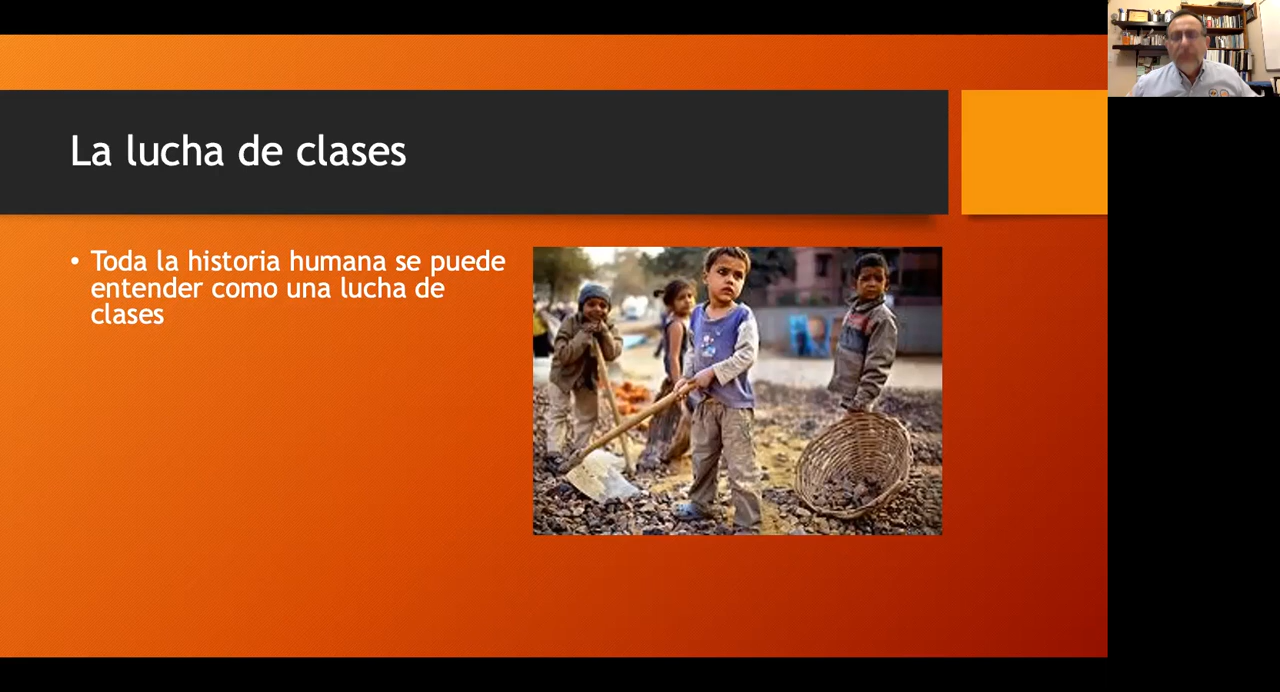 La lucha de clases
• Toda la historia humana se puede
entender como una lucha de
clases